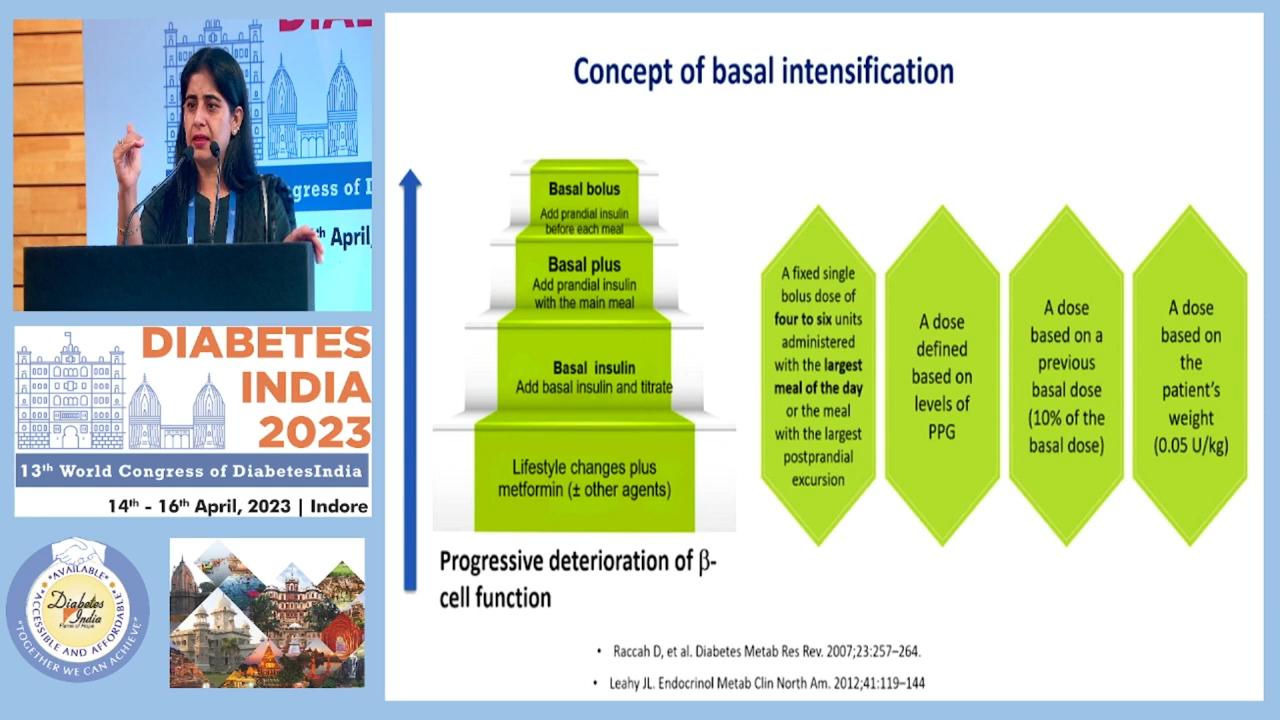 DIA
gress of D
th April,
DIABETES
INDIA
2023
13th World Congress of DiabetesIndia
14th - 16th April, 2023 | Indore
"AVAILABLE"
"ACCESSIBLE AND AFFORDABLE"
"TOGETHER WE CAN ACHIEVE"
Diabetes
India
Concept of basal intensification
Basal bolus
Add prandial insulin
before each meal
Basal plus
Add prandial insulin
with the main meal
Basal insulin
Add basal insulin and titrate
Lifestyle changes plus
metformin (± other agents)
Progressive deterioration of β-
cell function
A fixed single
bolus dose of
four to six units
administered
with the largest
meal of the day
or the meal
with the largest
postprandial
excursion
A dose
defined
based on
levels of
PPG
A dose
based on a
previous
basal dose
(10% of the
basal dose)
A dose
based on
the
patient's
weight
(0.05 U/kg)
• Raccah D, et al. Diabetes Metab Res Rev. 2007;23:257–264.
• Leahy JL. Endocrinol Metab Clin North Am. 2012;41:119–144